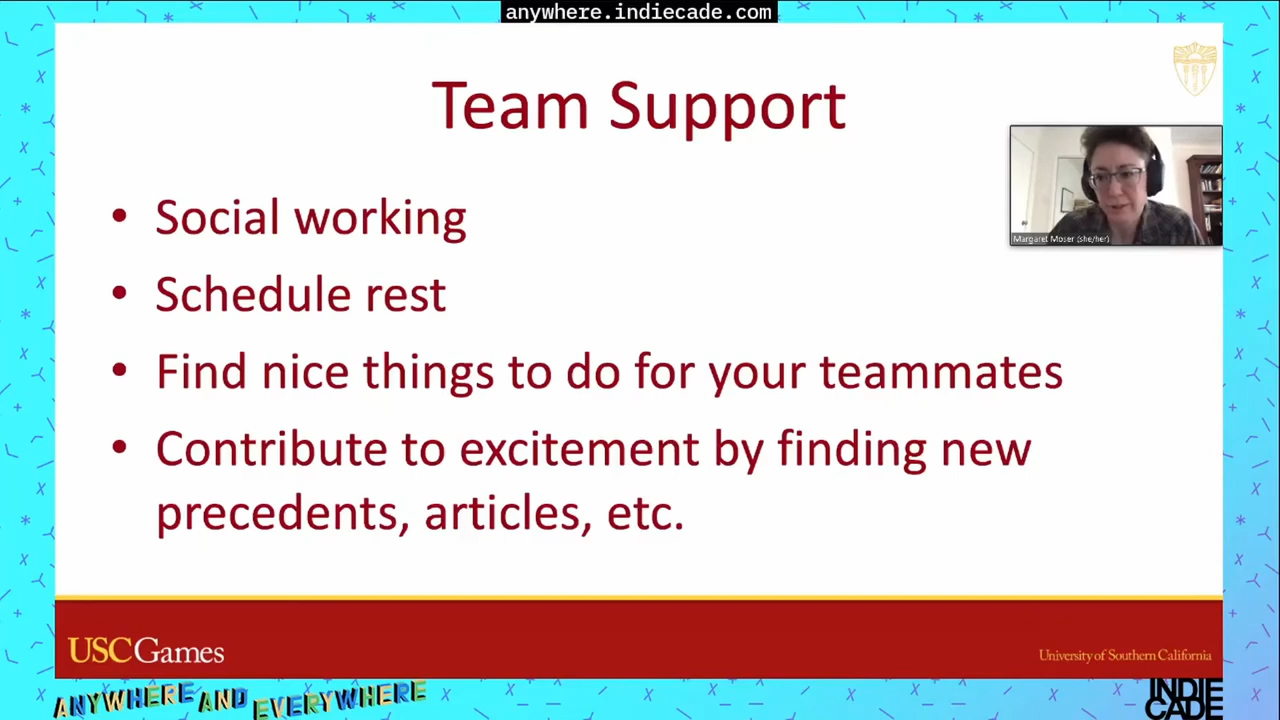 anywhere.indiecade.com
Team Support
Margaret Moser (she/her)
• Social working
• Schedule rest
• Find nice things to do for your teammates
• Contribute to excitement by finding new
precedents, articles, etc.
USCGames
University of Southern California
ANYWHERE AND EVERYWHERE
INDIE
CADE